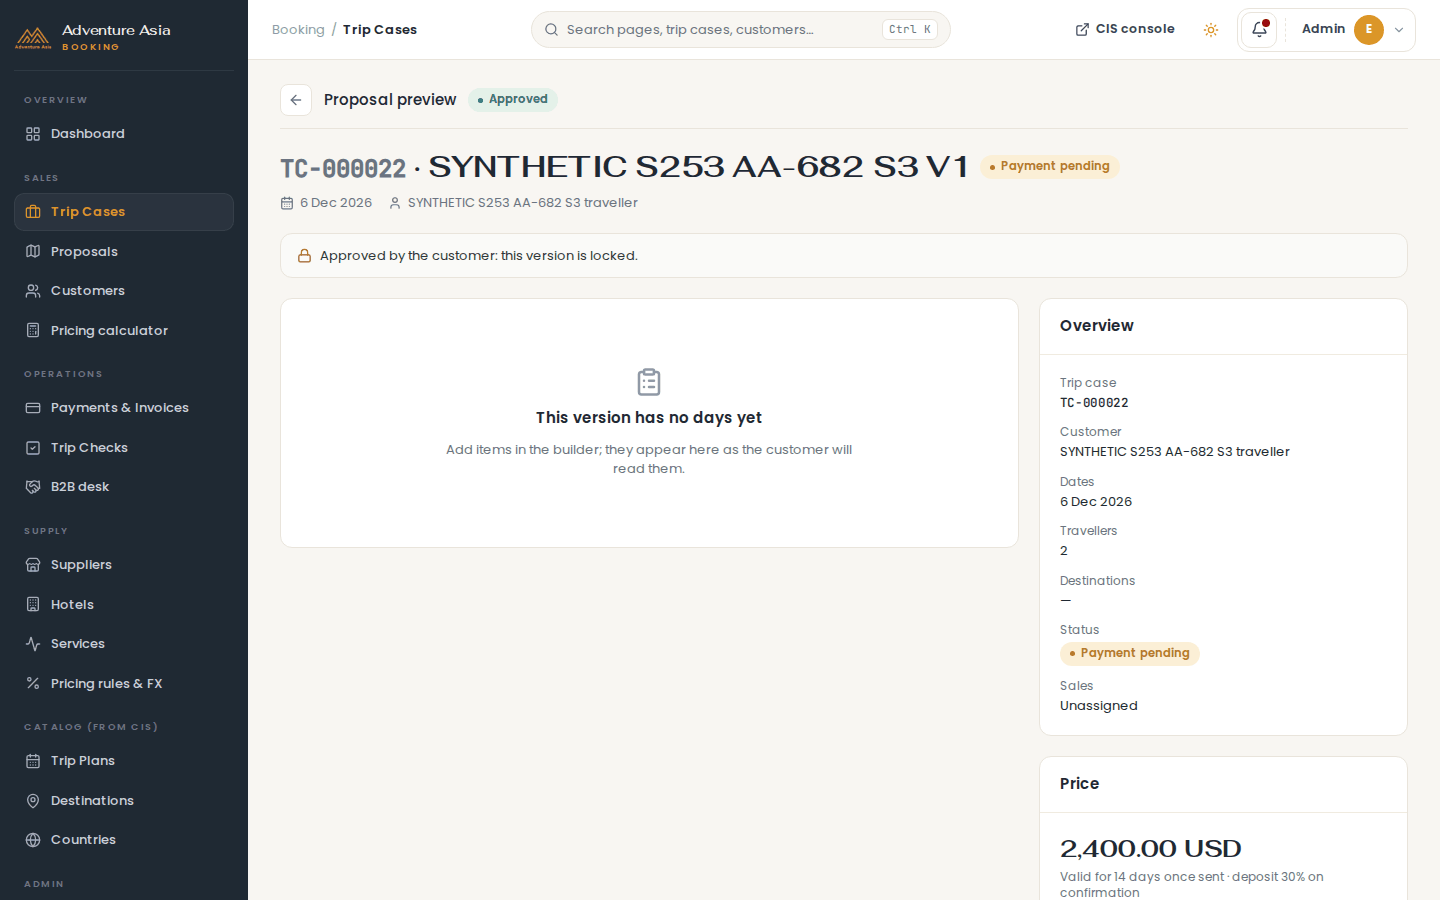 Adventure Asia
BOOKING
Adventure Asia
OVERVIEW
Dashboard
SALES
Trip Cases
Proposals
Customers
Pricing calculator
OPERATIONS
Payments & Invoices
Trip Checks
B2B desk
SUPPLY
Suppliers
Hotels
Services
Pricing rules & FX
CATALOG (FROM CIS)
Trip Plans
Destinations
Countries
ADMIN
Booking / Trip Cases
Search pages, trip cases, customers... Ctrl K
CIS console
Admin E
Proposal preview Approved
TC-000022 · SYNTHETIC S253 AA-682 S3 V1 Payment pending
6 Dec 2026 SYNTHETIC S253 AA-682 S3 traveller
Approved by the customer: this version is locked.
This version has no days yet
Add items in the builder; they appear here as the customer will
read them.
Overview
Trip case
TC-000022
Customer
SYNTHETIC S253 AA-682 S3 traveller
Dates
6 Dec 2026
Travellers
2
Destinations
—
Status
Payment pending
Sales
Unassigned
Price
2,400.00 USD
Valid for 14 days once sent · deposit 30% on
confirmation